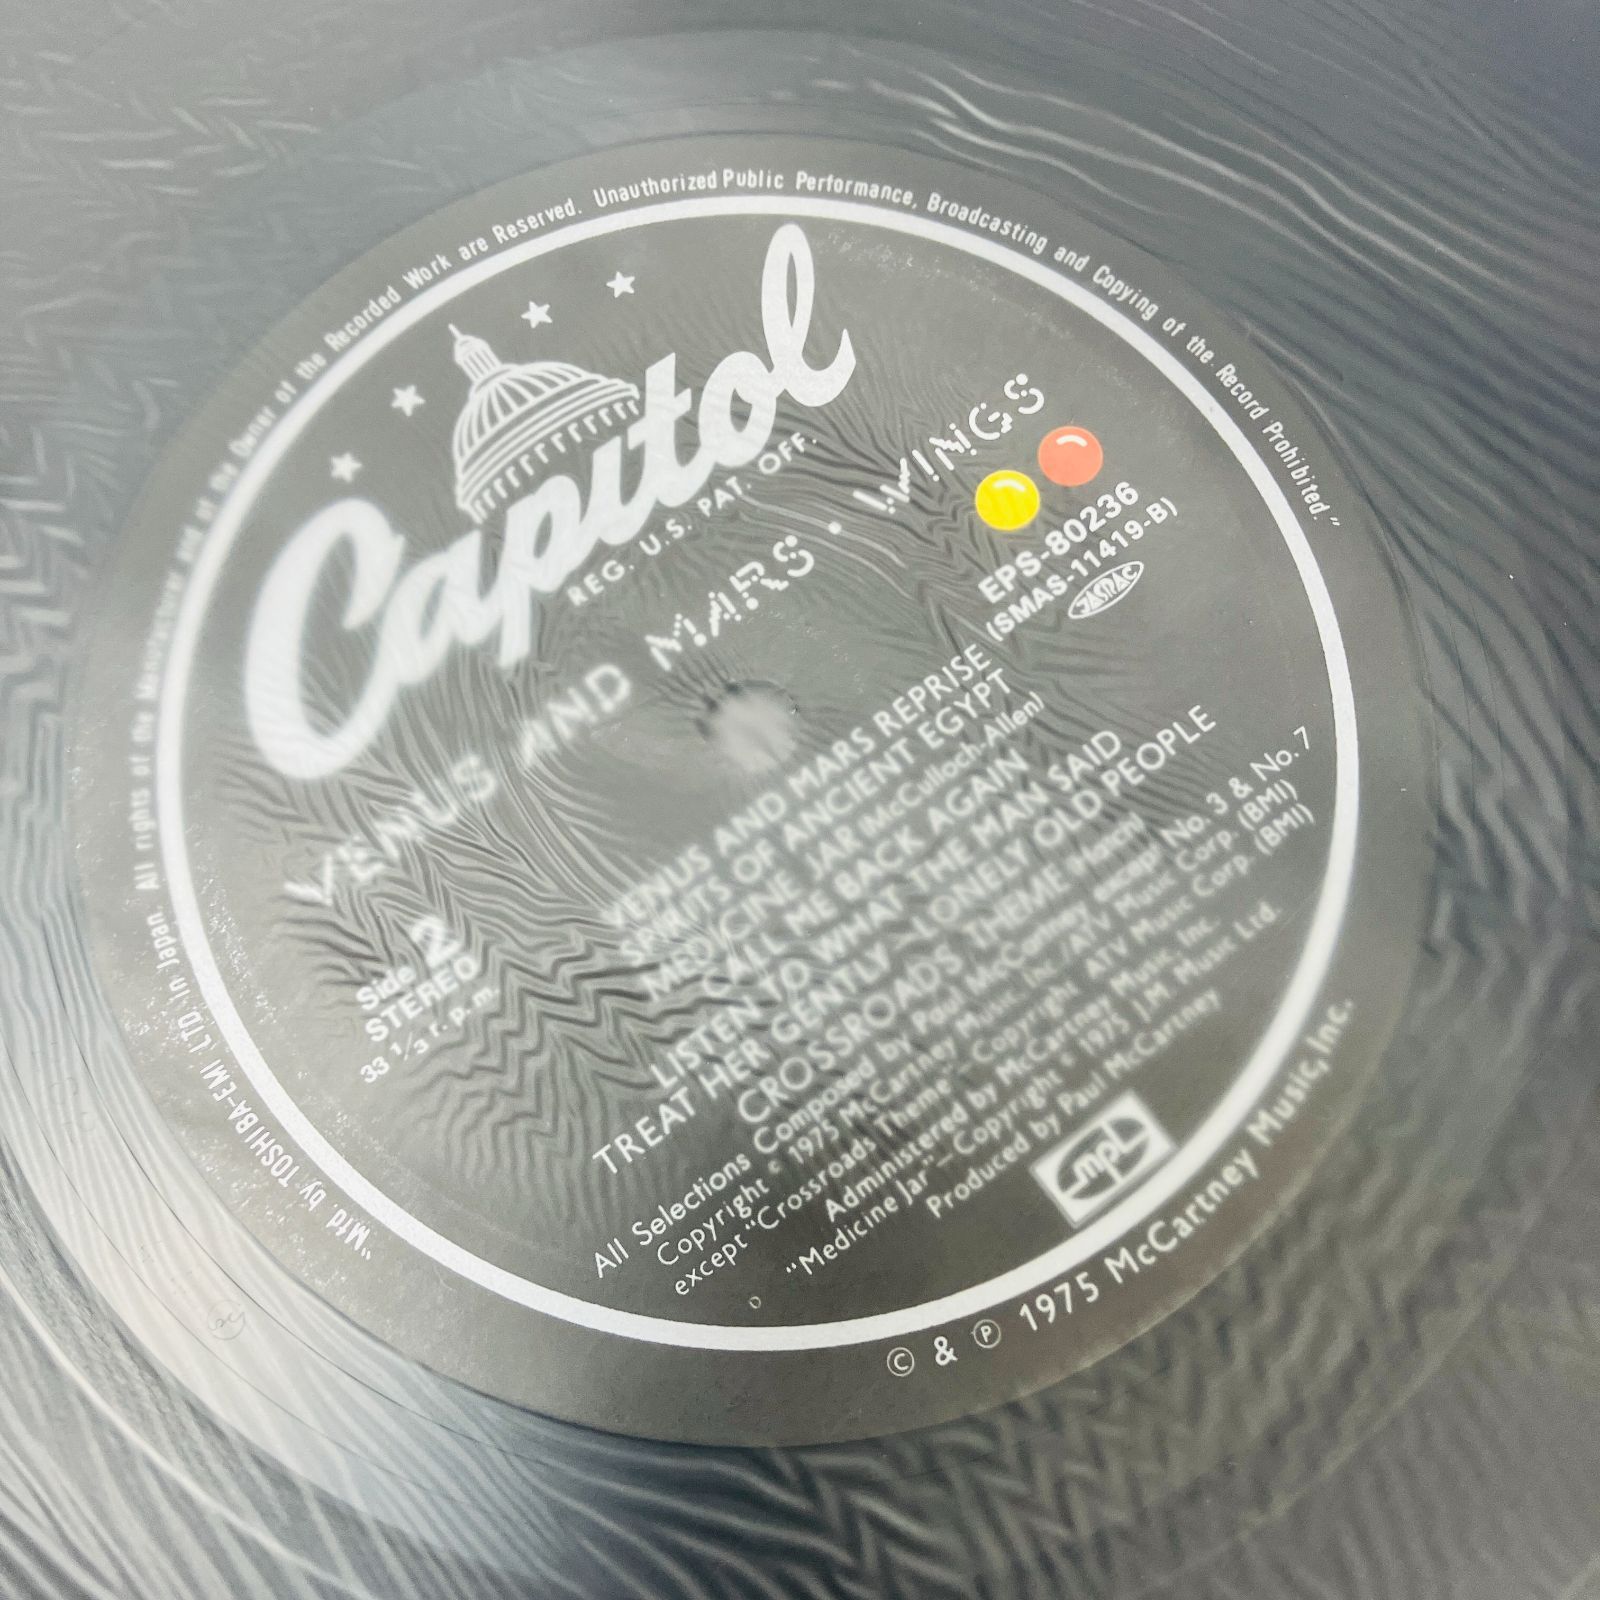 "Mfd by TOSHIBA-EMI LTD. in Japan. All rights of the Manufacturer and of the Owner of the Recorded Work are Reserved. Unauthorized Public Performance, Broadcasting and Copying of the Record Prohibited."
Capitol
REG. U.S. PAT. OFF.
VENUS AND MARS · WINGS
EPS-80236
(SMAS-11419-B)
JASRAC
Side 2
STEREO
33 1/3 r.p.m.
VENUS AND MARS REPRISE
SPIRITS OF ANCIENT EGYPT
MEDICINE JAR (McCulloch-Allen)
CALL ME BACK AGAIN
LISTEN TO WHAT THE MAN SAID
TREAT HER GENTLY—LONELY OLD PEOPLE
CROSSROADS THEME (Hatch)
All Selections Composed by Paul McCartney except No. 3 & No. 7
Copyright © 1975 McCartney Music, Inc./ATV Music Corp. (BMI)
except "Crossroads Theme"—Copyright ATV Music Corp. (BMI)
Administered by McCartney Music, Inc.
"Medicine Jar"—Copyright © 1975 J.M. Music Ltd.
Produced by Paul McCartney
mpl
© & ℗ 1975 McCartney Music, Inc.